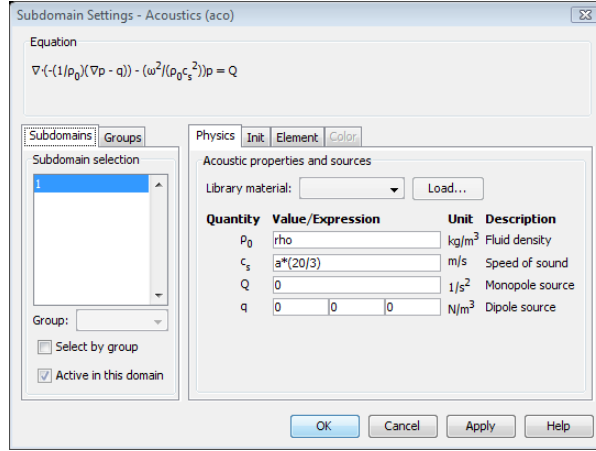 Subdomain Settings - Acoustics (aco)
Equation
∇·(-(1/ρ0)(∇p - q)) - (ω²/(ρ0cs²))p = Q
Subdomains Groups
Subdomain selection
1
Group:
Select by group
Active in this domain
Physics Init Element Color
Acoustic properties and sources
Library material: Load...
Quantity Value/Expression Unit Description
ρ0 rho kg/m³ Fluid density
cs a*(20/3) m/s Speed of sound
Q 0 1/s² Monopole source
q 0 0 0 N/m³ Dipole source
OK Cancel Apply Help